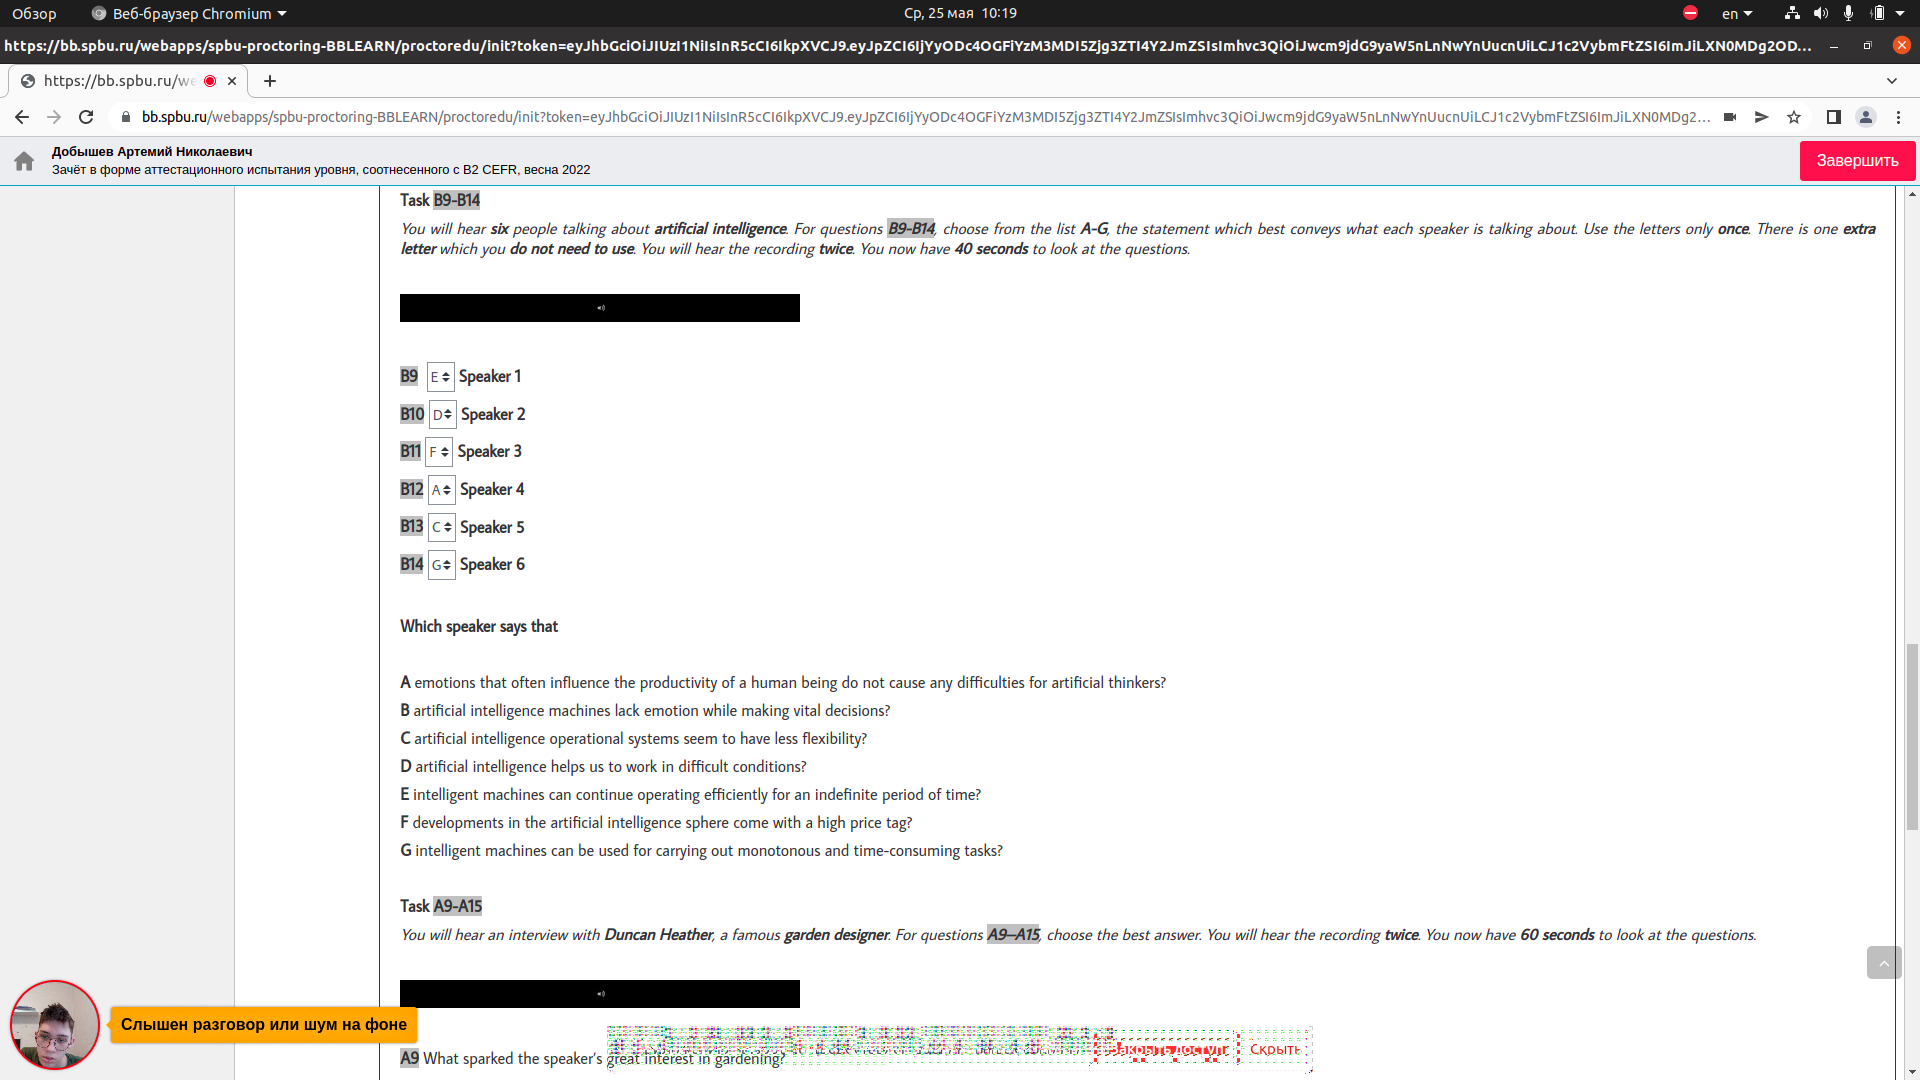 Обзор
Веб-браузер Chromium
Ср, 25 мая 10:19
en
https://bb.spbu.ru/webapps/spbu-proctoring-BBLEARN/proctoredu/init?token=eyJhbGciOiJIUzI1NiIsInR5cCI6IkpXVCJ9.eyJpZCI6IjYyODc4OGFiYzM3MDI5Zjg3ZTI4Y2JmZSIsImhvc3QiOiJwcm9jdG9yaW5nLnNwYnUucnUiLCJ1c2VybmFtZSI6ImJiLXN0MDg2OD...
https://bb.spbu.ru/we
bb.spbu.ru/webapps/spbu-proctoring-BBLEARN/proctoredu/init?token=eyJhbGciOiJIUzI1NiIsInR5cCI6IkpXVCJ9.eyJpZCI6IjYyODc4OGFiYzM3MDI5Zjg3ZTI4Y2JmZSIsImhvc3QiOiJwcm9jdG9yaW5nLnNwYnUucnUiLCJ1c2VybmFtZSI6ImJiLXN0MDg2...
Добышев Артемий Николаевич
Зачёт в форме аттестационного испытания уровня, соотнесенного с B2 CEFR, весна 2022
Завершить
Task B9-B14
You will hear six people talking about artificial intelligence. For questions B9-B14, choose from the list A-G, the statement which best conveys what each speaker is talking about. Use the letters only once. There is one extra
letter which you do not need to use. You will hear the recording twice. You now have 40 seconds to look at the questions.
B9 E Speaker 1
B10 D Speaker 2
B11 F Speaker 3
B12 A Speaker 4
B13 C Speaker 5
B14 G Speaker 6
Which speaker says that
A emotions that often influence the productivity of a human being do not cause any difficulties for artificial thinkers?
B artificial intelligence machines lack emotion while making vital decisions?
C artificial intelligence operational systems seem to have less flexibility?
D artificial intelligence helps us to work in difficult conditions?
E intelligent machines can continue operating efficiently for an indefinite period of time?
F developments in the artificial intelligence sphere come with a high price tag?
G intelligent machines can be used for carrying out monotonous and time-consuming tasks?
Task A9-A15
You will hear an interview with Duncan Heather, a famous garden designer. For questions A9–A15, choose the best answer. You will hear the recording twice. You now have 60 seconds to look at the questions.
Слышен разговор или шум на фоне
Закрыть доступ
Скрыть
A9 What sparked the speaker's great interest in gardening?